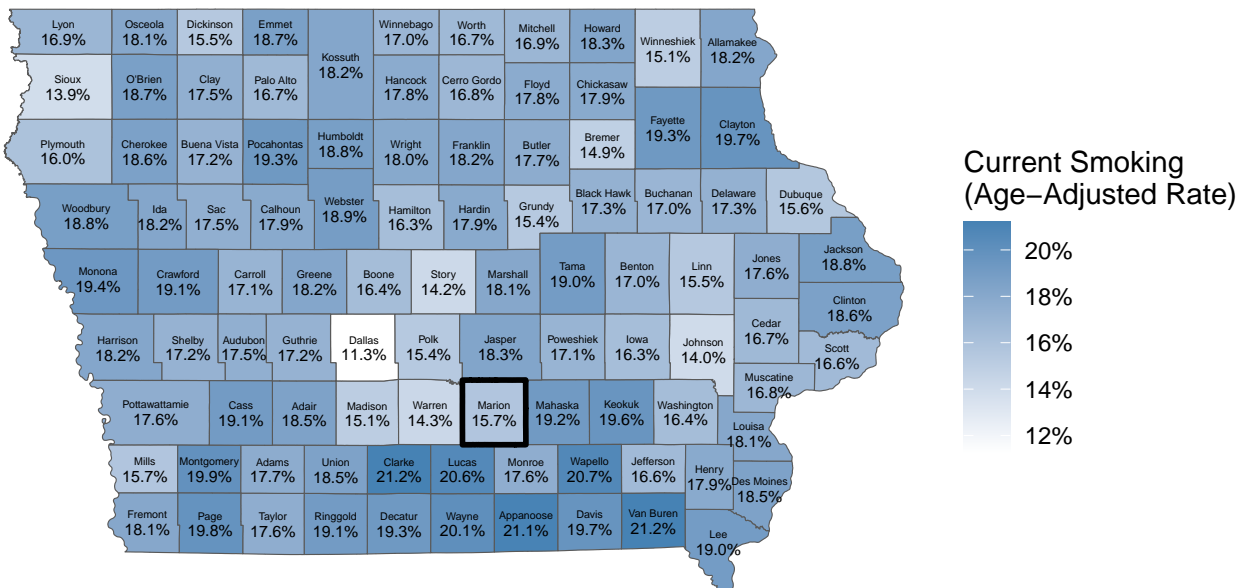 Lyon
16.9%
Osceola
18.1%
Dickinson
15.5%
Emmet
18.7%
Kossuth
18.2%
Winnebago
17.0%
Worth
16.7%
Mitchell
16.9%
Howard
18.3%
Winneshiek
15.1%
Allamakee
18.2%
Sioux
13.9%
O'Brien
18.7%
Clay
17.5%
Palo Alto
16.7%
Hancock
17.8%
Cerro Gordo
16.8%
Floyd
17.8%
Chickasaw
17.9%
Fayette
19.3%
Clayton
19.7%
Plymouth
16.0%
Cherokee
18.6%
Buena Vista
17.2%
Pocahontas
19.3%
Humboldt
18.8%
Wright
18.0%
Franklin
18.2%
Butler
17.7%
Bremer
14.9%
Woodbury
18.8%
Ida
18.2%
Sac
17.5%
Calhoun
17.9%
Webster
18.9%
Hamilton
16.3%
Hardin
17.9%
Grundy
15.4%
Black Hawk
17.3%
Buchanan
17.0%
Delaware
17.3%
Dubuque
15.6%
Monona
19.4%
Crawford
19.1%
Carroll
17.1%
Greene
18.2%
Boone
16.4%
Story
14.2%
Marshall
18.1%
Tama
19.0%
Benton
17.0%
Linn
15.5%
Jones
17.6%
Jackson
18.8%
Clinton
18.6%
Harrison
18.2%
Shelby
17.2%
Audubon
17.5%
Guthrie
17.2%
Dallas
11.3%
Polk
15.4%
Jasper
18.3%
Poweshiek
17.1%
Iowa
16.3%
Johnson
14.0%
Cedar
16.7%
Scott
16.6%
Muscatine
16.8%
Pottawattamie
17.6%
Cass
19.1%
Adair
18.5%
Madison
15.1%
Warren
14.3%
Marion
15.7%
Mahaska
19.2%
Keokuk
19.6%
Washington
16.4%
Louisa
18.1%
Mills
15.7%
Montgomery
19.9%
Adams
17.7%
Union
18.5%
Clarke
21.2%
Lucas
20.6%
Monroe
17.6%
Wapello
20.7%
Jefferson
16.6%
Henry
17.9%
Des Moines
18.5%
Fremont
18.1%
Page
19.8%
Taylor
17.6%
Ringgold
19.1%
Decatur
19.3%
Wayne
20.1%
Appanoose
21.1%
Davis
19.7%
Van Buren
21.2%
Lee
19.0%
Current Smoking
(Age−Adjusted Rate)
20%
18%
16%
14%
12%